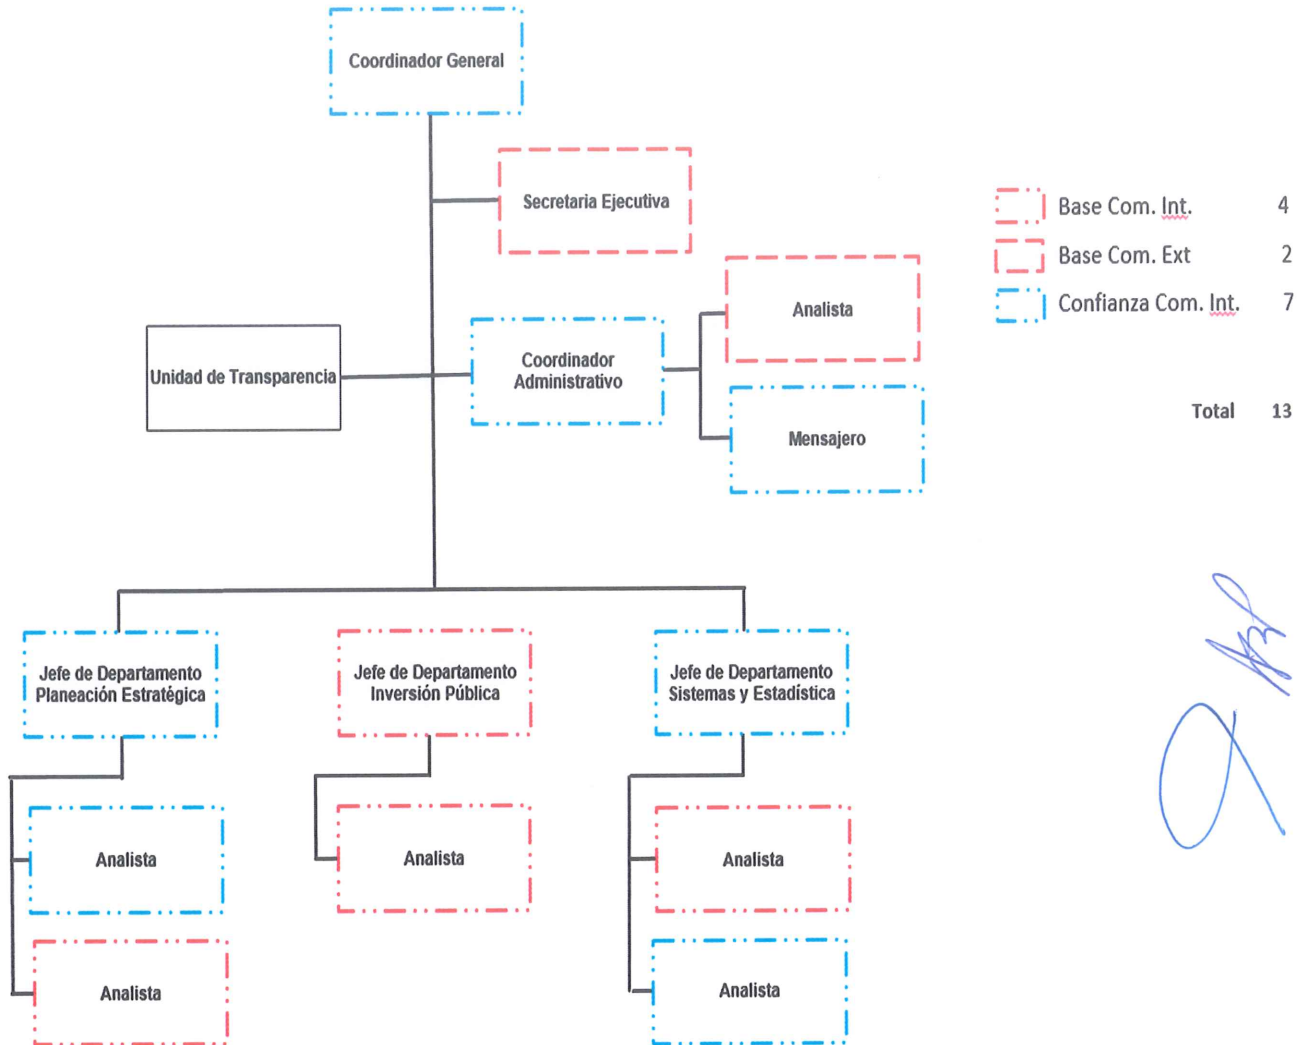 Coordinador General
Secretaria Ejecutiva
Base Com. Int. 4
Base Com. Ext 2
Confianza Com. Int. 7
Total 13
Analista
Unidad de Transparencia
Coordinador
Administrativo
Mensajero
Jefe de Departamento
Planeación Estratégica
Jefe de Departamento
Inversión Pública
Jefe de Departamento
Sistemas y Estadística
Analista
Analista
Analista
Analista
Analista